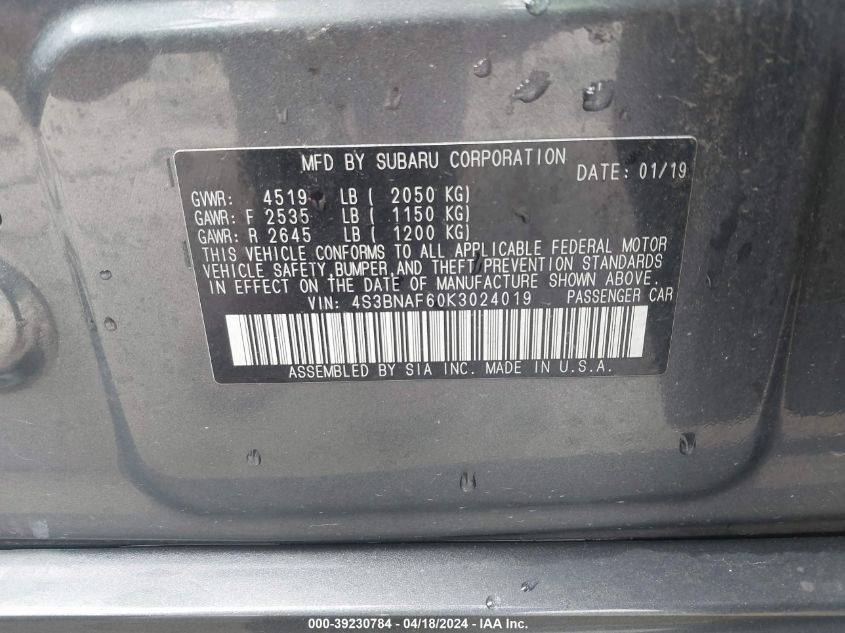 MFD BY SUBARU CORPORATION
DATE: 01/19
GVWR: 4519 LB ( 2050 KG)
GAWR: F 2535 LB ( 1150 KG)
GAWR: R 2645 LB ( 1200 KG)
THIS VEHICLE CONFORMS TO ALL APPLICABLE FEDERAL MOTOR
VEHICLE SAFETY,BUMPER,AND THEFT PREVENTION STANDARDS
IN EFFECT ON THE DATE OF MANUFACTURE SHOWN ABOVE.
VIN: 4S3BNAF60K3024019 PASSENGER CAR
ASSEMBLED BY SIA INC. MADE IN U.S.A.
000-39230784 - 04/18/2024 - IAA Inc.